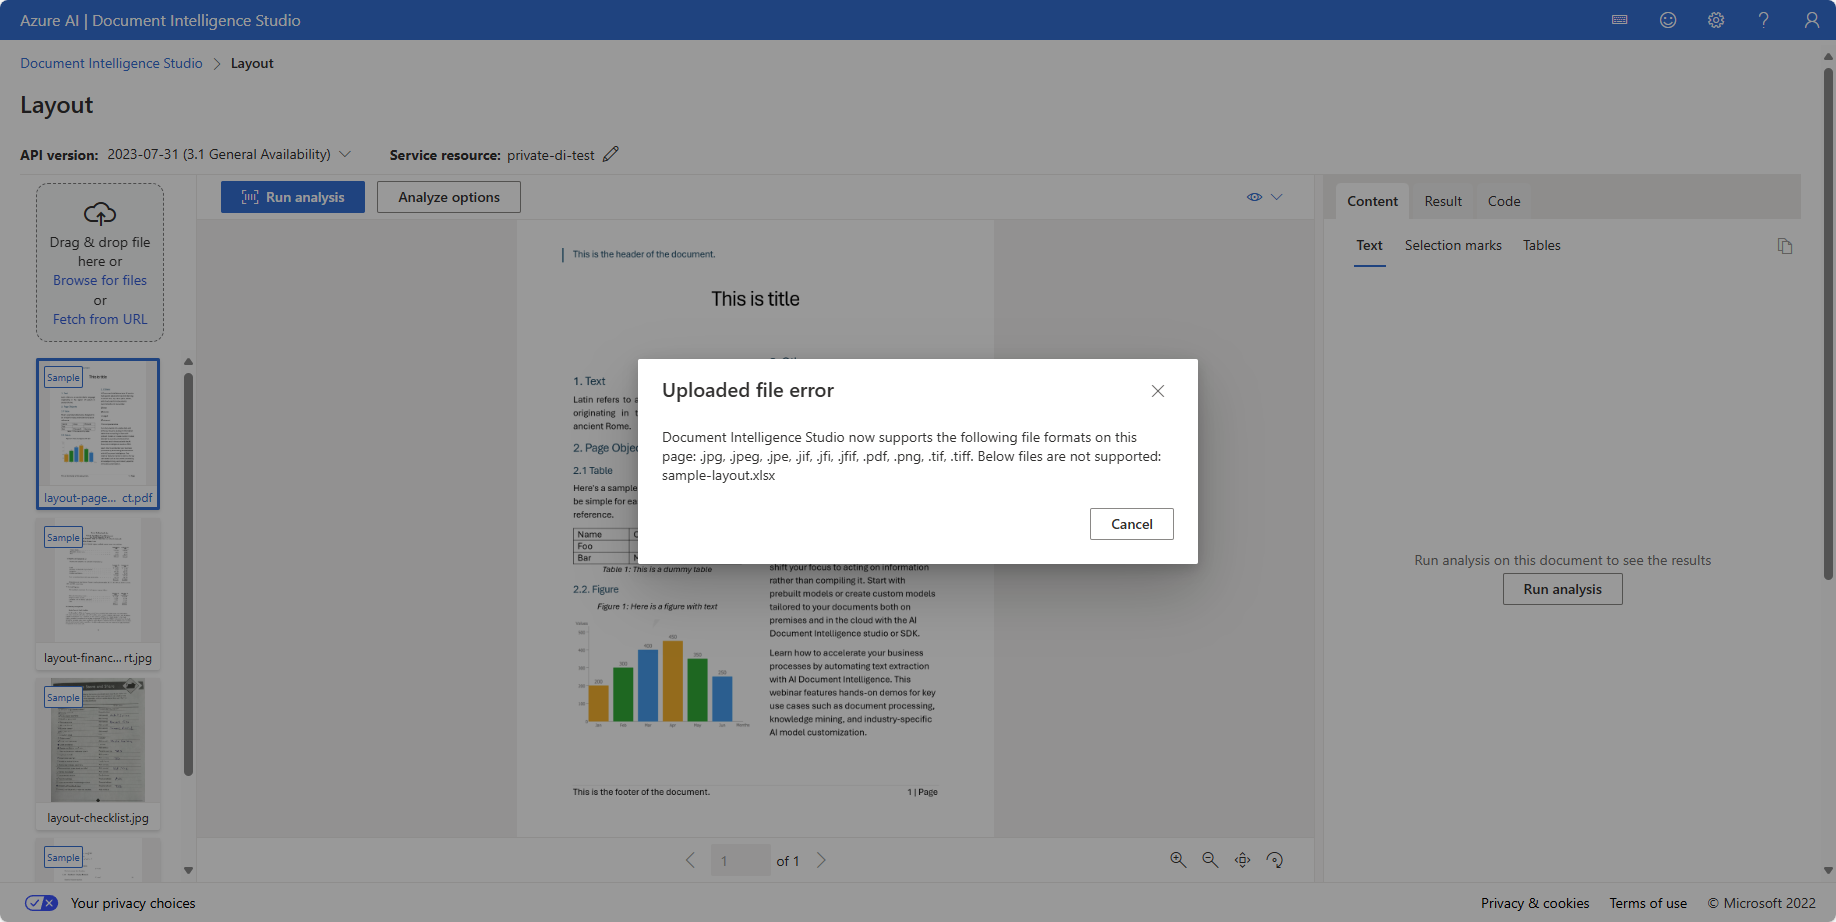 Azure AI | Document Intelligence Studio
Document Intelligence Studio > Layout
Layout
API version: 2023-07-31 (3.1 General Availability)
Service resource: private-di-test
Drag & drop file
here or
Browse for files
or
Fetch from URL
Run analysis
Analyze options
Content
Result
Code
Text
Selection marks
Tables
Sample
This is title
layout-page... ct.pdf
Sample
layout-financ... rt.jpg
Sample
layout-checklist.jpg
Sample
This is the header of the document.
This is title
1. Text
Latin refers to
originating in
ancient Rome.
2. Page Objec
2.1 Table
Here's a sample
be simple for ea
reference.
Name
Foo
Bar
Table 1: This is a dummy table
2.2. Figure
Figure 1: Here is a figure with text
shift your focus to acting on information
rather than compiling it. Start with
prebuilt models or create custom models
tailored to your documents both on
premises and in the cloud with the AI
Document Intelligence studio or SDK.
Learn how to accelerate your business
processes by automating text extraction
with AI Document Intelligence. This
webinar features hands-on demos for key
use cases such as document processing,
knowledge mining, and industry-specific
AI model customization.
This is the footer of the document.
1 | Page
Uploaded file error
Document Intelligence Studio now supports the following file formats on this
page: .jpg, .jpeg, .jpe, .jif, .jfi, .jfif, .pdf, .png, .tif, .tiff. Below files are not supported:
sample-layout.xlsx
Cancel
Run analysis on this document to see the results
Run analysis
1 of 1
Your privacy choices
Privacy & cookies
Terms of use
© Microsoft 2022